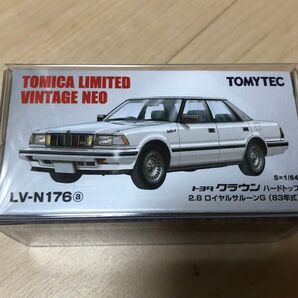 TOMICA LIMITED
VINTAGE NEO
TOMYTEC
S=1/64
LV-N176ⓐ
トヨタ クラウン ハードトップ
2.8 ロイヤルサルーンG (83年式)